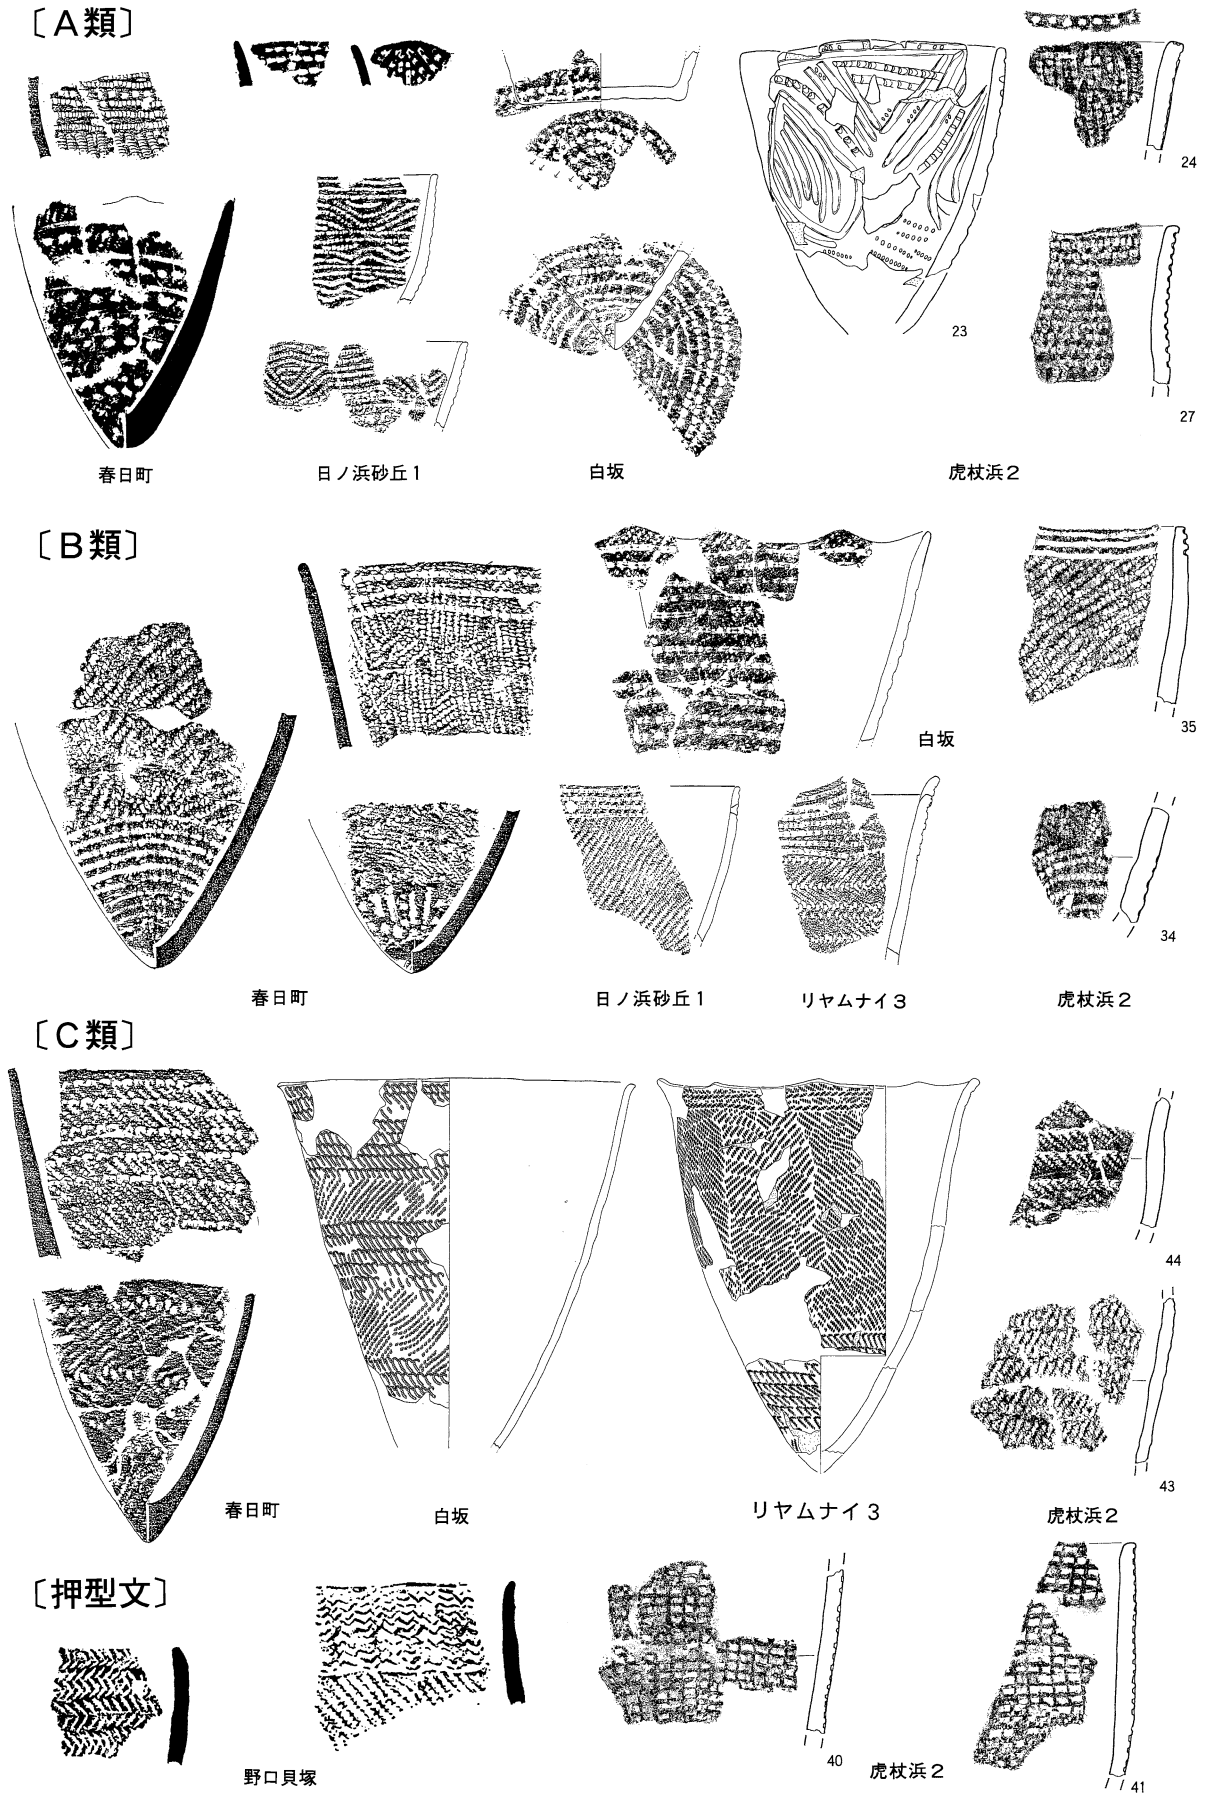 〔A類〕
24
23
27
春日町
日ノ浜砂丘1
白坂
虎杖浜2
〔B類〕
白坂
35
34
春日町
日ノ浜砂丘1
リヤムナイ3
虎杖浜2
〔C類〕
44
43
春日町
白坂
リヤムナイ3
虎杖浜2
〔押型文〕
野口貝塚
40
虎杖浜2
41